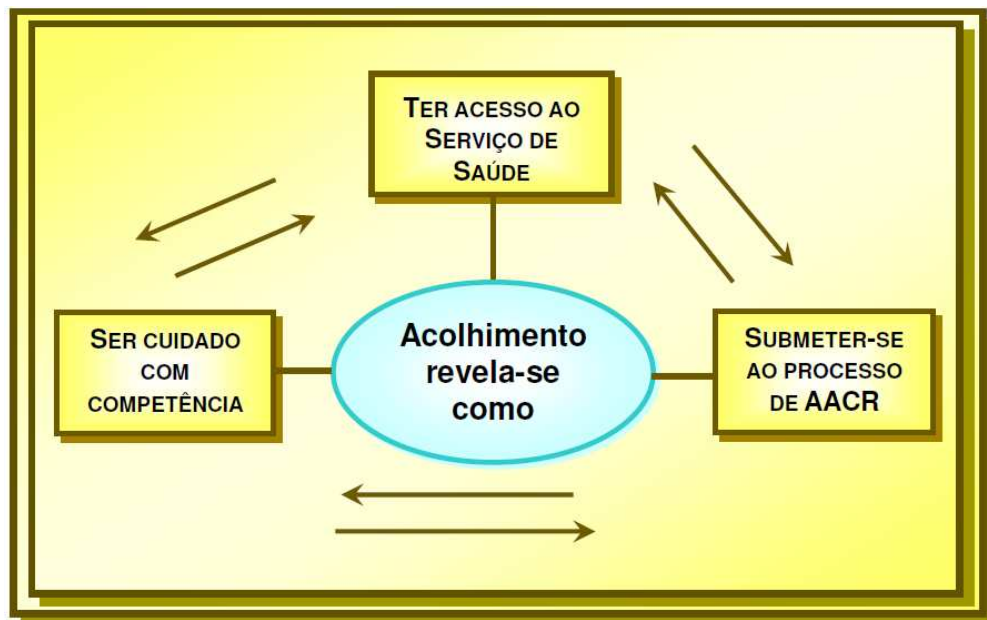 TER ACESSO AO
SERVIÇO DE
SAÚDE
SER CUIDADO
COM
COMPETÊNCIA
Acolhimento
revela-se
como
SUBMETER-SE
AO PROCESSO
DE AACR